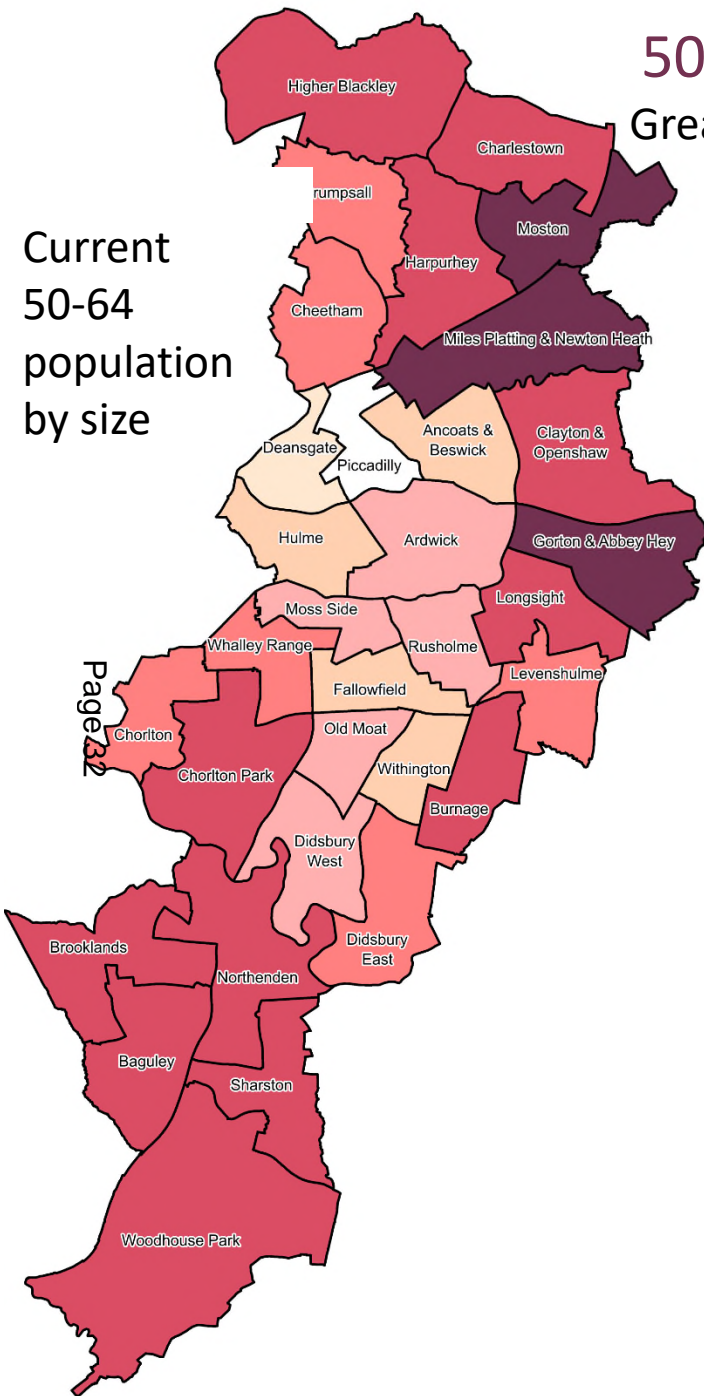 50
Grea
Current
50-64
population
by size
Higher Blackley
Charlestown
rumpsall
Moston
Harpurhey
Cheetham
Miles Platting & Newton Heath
Deansgate
Piccadilly
Ancoats &
Beswick
Clayton &
Openshaw
Hulme
Ardwick
Gorton & Abbey Hey
Longsight
Moss Side
Whalley Range
Rusholme
Levenshulme
Fallowfield
Page 32
Chorlton
Old Moat
Chorlton Park
Withington
Burnage
Didsbury
West
Didsbury
East
Brooklands
Northenden
Baguley
Sharston
Woodhouse Park